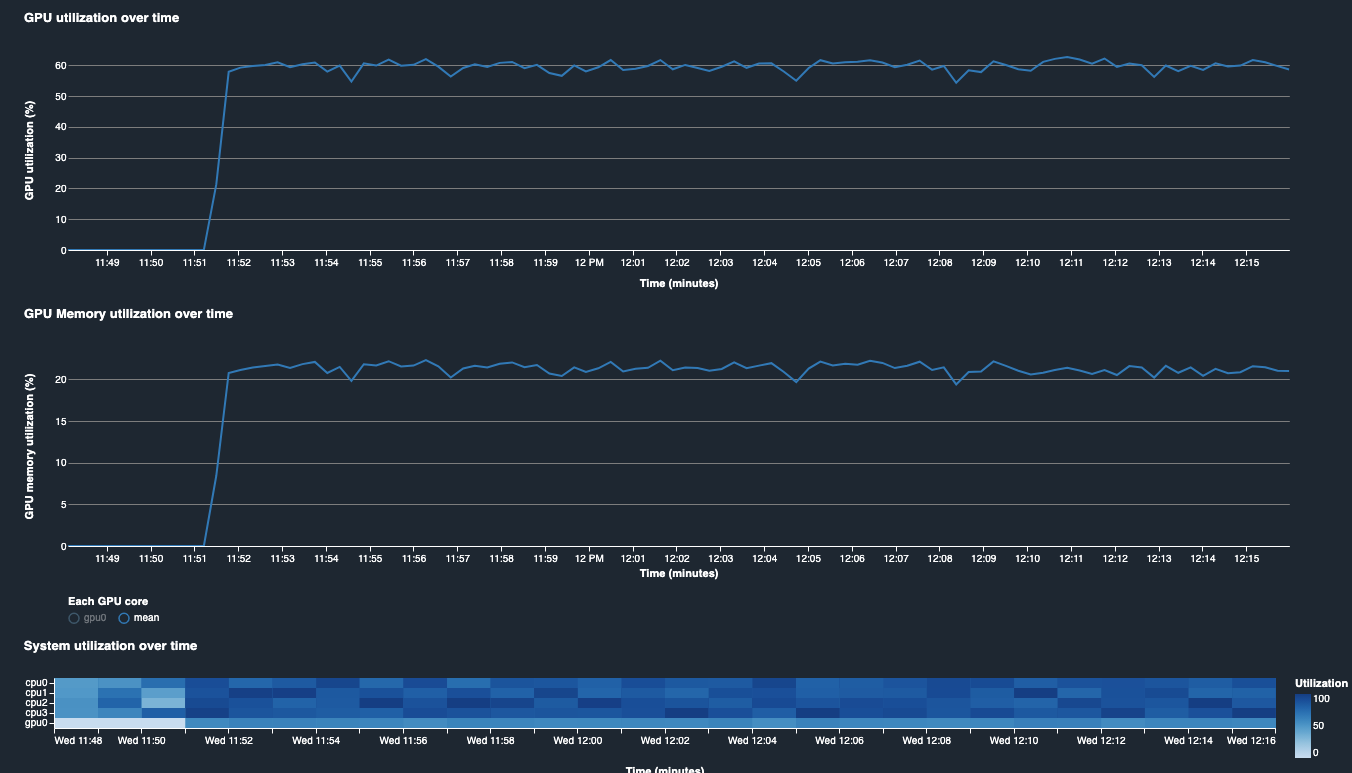 GPU utilization over time
60
50
40
30
20
10
0
GPU utilization (%)
11:49 11:50 11:51 11:52 11:53 11:54 11:55 11:56 11:57 11:58 11:59 12 PM 12:01 12:02 12:03 12:04 12:05 12:06 12:07 12:08 12:09 12:10 12:11 12:12 12:13 12:14 12:15
Time (minutes)
GPU Memory utilization over time
20
15
10
5
0
GPU memory utilization (%)
11:49 11:50 11:51 11:52 11:53 11:54 11:55 11:56 11:57 11:58 11:59 12 PM 12:01 12:02 12:03 12:04 12:05 12:06 12:07 12:08 12:09 12:10 12:11 12:12 12:13 12:14 12:15
Time (minutes)
Each GPU core
gpu0 mean
System utilization over time
cpu0
cpu1
cpu2
cpu3
gpu0
Wed 11:48 Wed 11:50 Wed 11:52 Wed 11:54 Wed 11:56 Wed 11:58 Wed 12:00 Wed 12:02 Wed 12:04 Wed 12:06 Wed 12:08 Wed 12:10 Wed 12:12 Wed 12:14 Wed 12:16
Utilization
100
50
0
Time (minutes)